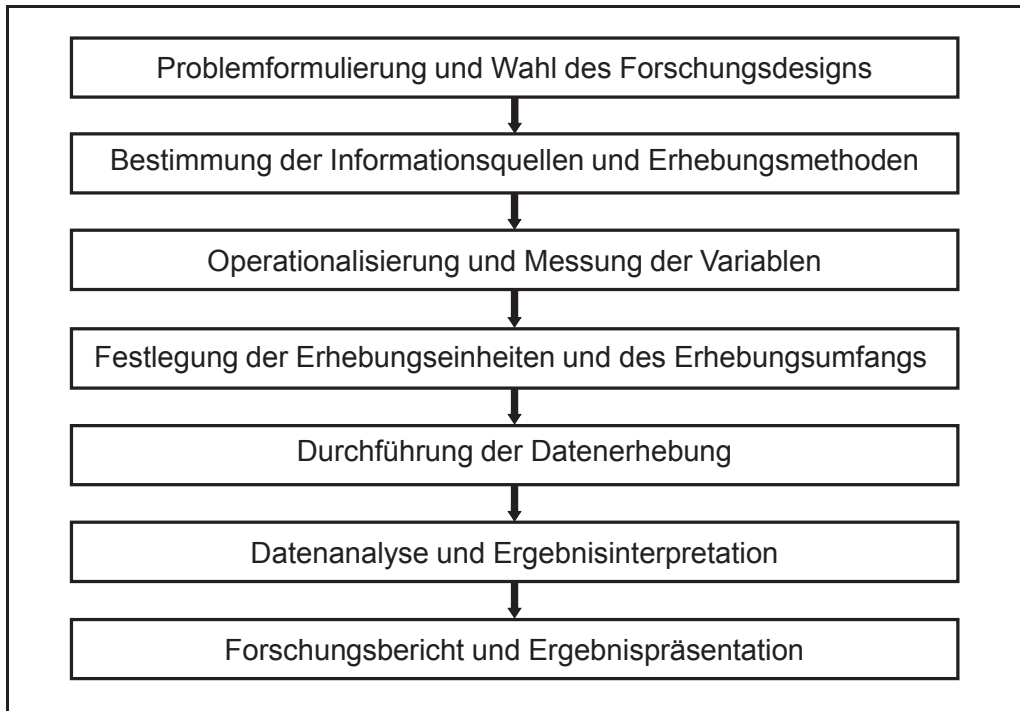 Problemformulierung und Wahl des Forschungsdesigns
Bestimmung der Informationsquellen und Erhebungsmethoden
Operationalisierung und Messung der Variablen
Festlegung der Erhebungseinheiten und des Erhebungsumfangs
Durchführung der Datenerhebung
Datenanalyse und Ergebnisinterpretation
Forschungsbericht und Ergebnispräsentation